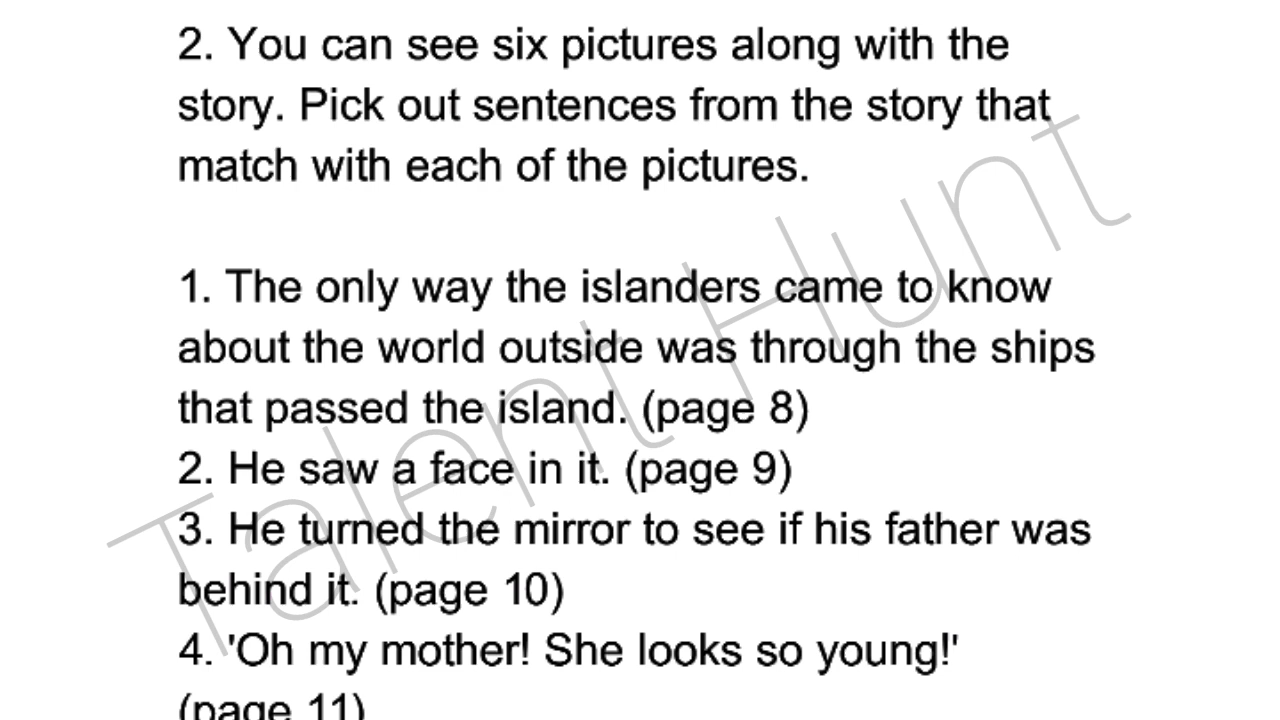 2. You can see six pictures along with the
story. Pick out sentences from the story that
match with each of the pictures.
1. The only way the islanders came to know
about the world outside was through the ships
that passed the island. (page 8)
2. He saw a face in it. (page 9)
3. He turned the mirror to see if his father was
behind it. (page 10)
4. 'Oh my mother! She looks so young!'
(page 11)
Talent Hunt